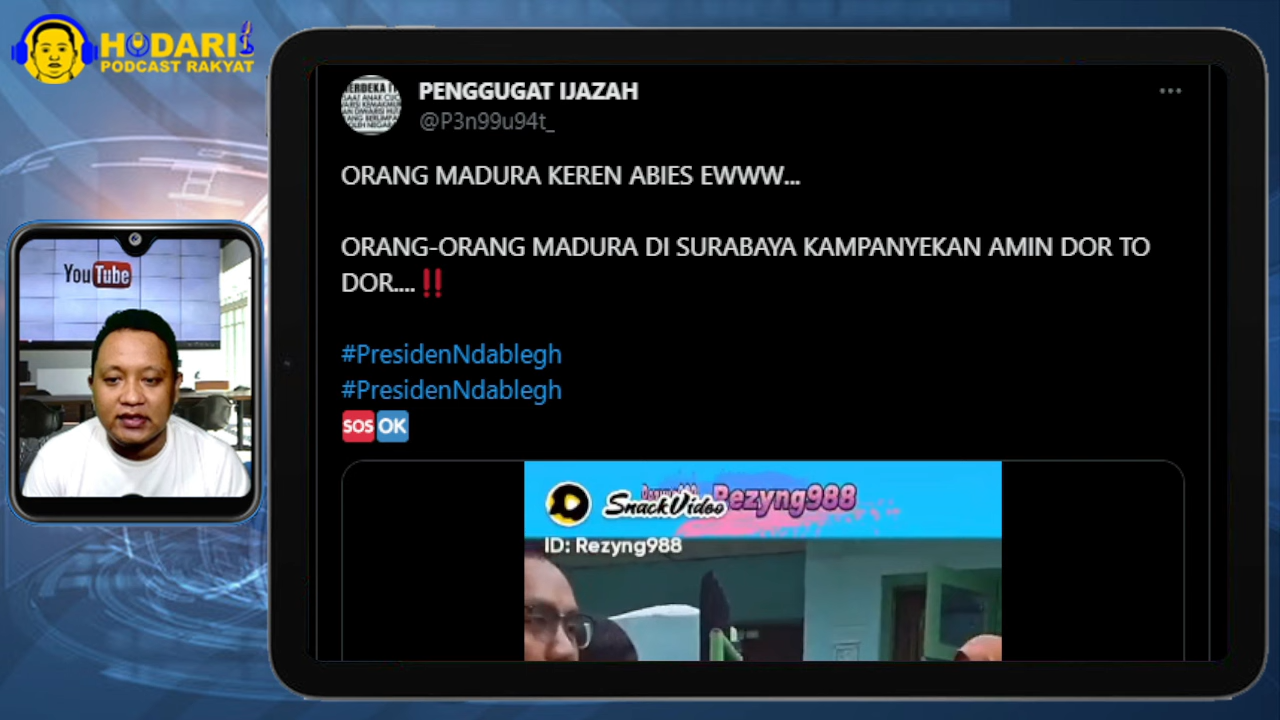 HODARI
PODCAST RAKYAT
YouTube
PENGGUGAT IJAZAH
@P3n99u94t_
ORANG MADURA KEREN ABIES EWWW...
ORANG-ORANG MADURA DI SURABAYA KAMPANYEKAN AMIN DOR TO
DOR....‼️
#PresidenNdablegh
#PresidenNdablegh
SOS OK
SnackVideo
Rezyng988
ID: Rezyng988